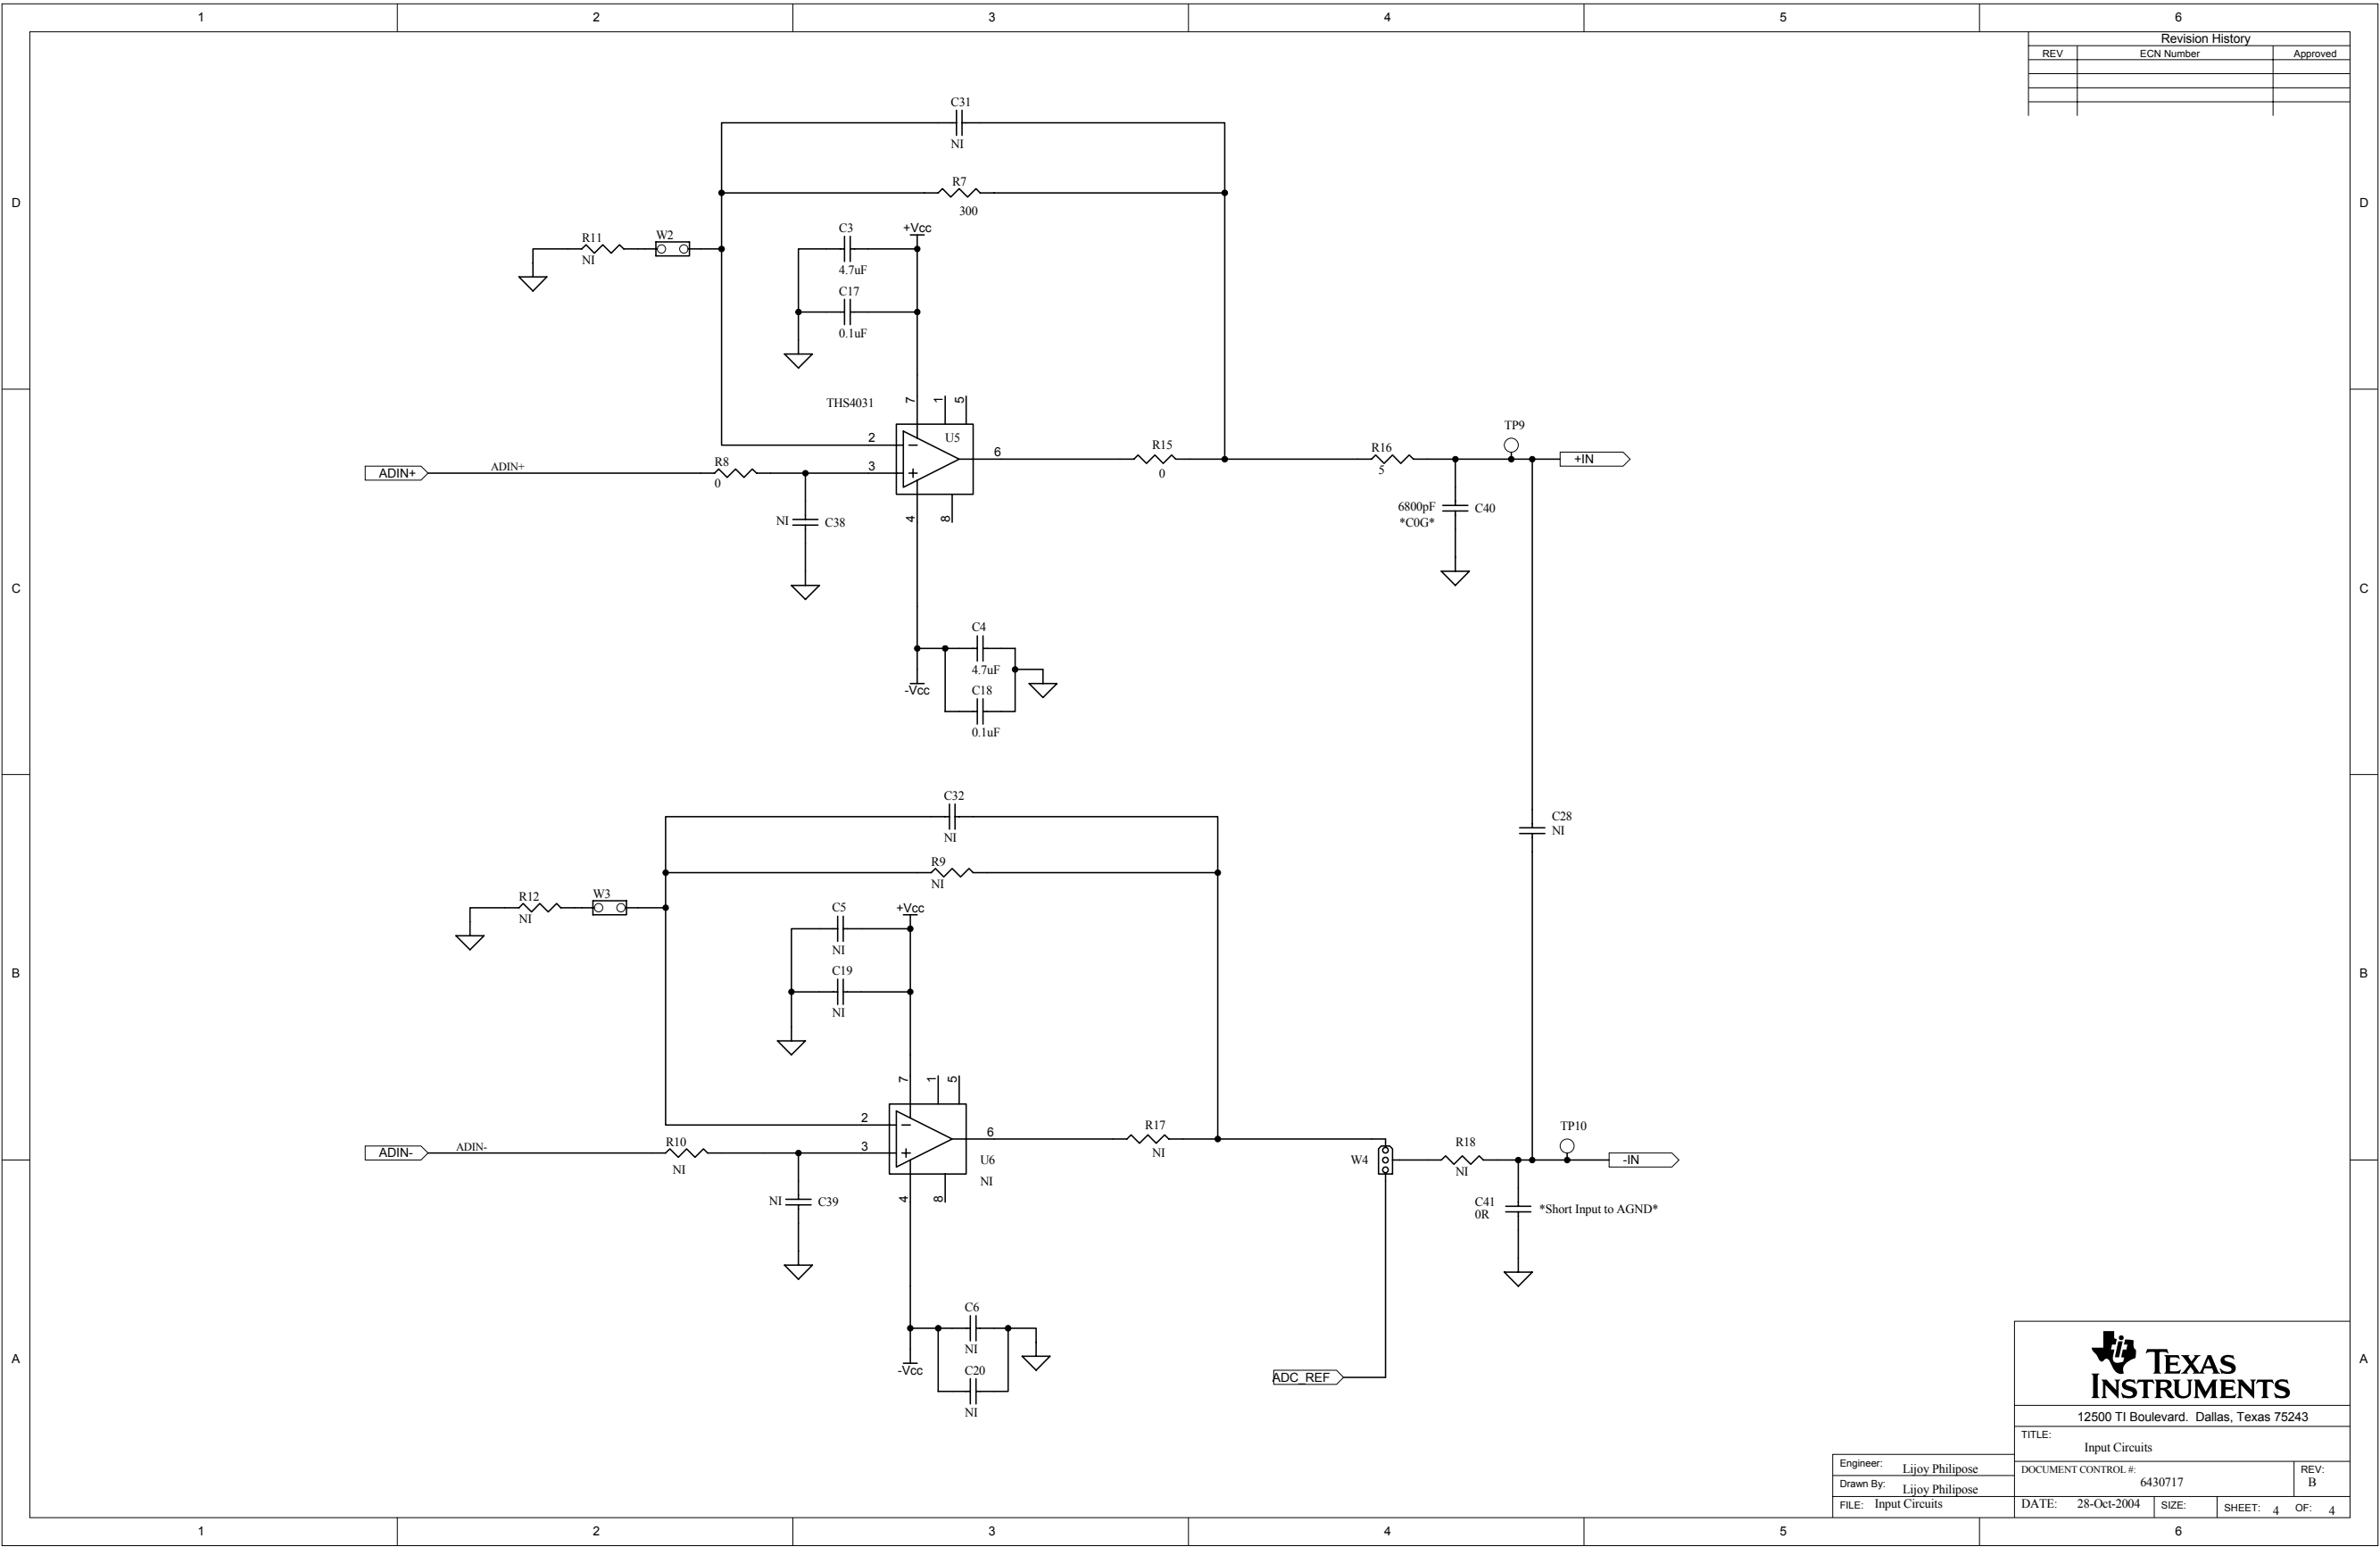 1 2 3 4 5 6
Revision History
REV ECN Number Approved
D D
C31
NI
R7
300
R11
NI
W2
C3
4.7uF
+Vcc
C17
0.1uF
THS4031
7 1 5
2
U5
6
3
ADIN+
ADIN+
R8
0
4 8
NI C38
R15
0
R16
5
TP9
+IN
6800pF
*C0G*
C40
C C
C4
4.7uF
-Vcc
C18
0.1uF
C32
NI
C28
NI
R9
NI
R12
NI
W3
C5
NI
+Vcc
C19
NI
B B
7 1 5
2
6
3
U6
NI
ADIN-
ADIN-
R10
NI
4 8
NI C39
R17
NI
W4
R18
NI
TP10
-IN
C41
0R
*Short Input to AGND*
C6
NI
-Vcc
C20
NI
ADC_REF
A A
TEXAS
INSTRUMENTS
12500 TI Boulevard. Dallas, Texas 75243
TITLE:
Input Circuits
Engineer: Lijoy Philipose
Drawn By: Lijoy Philipose
FILE: Input Circuits
DOCUMENT CONTROL #:
6430717
REV:
B
DATE: 28-Oct-2004 SIZE: SHEET: 4 OF: 4
1 2 3 4 5 6